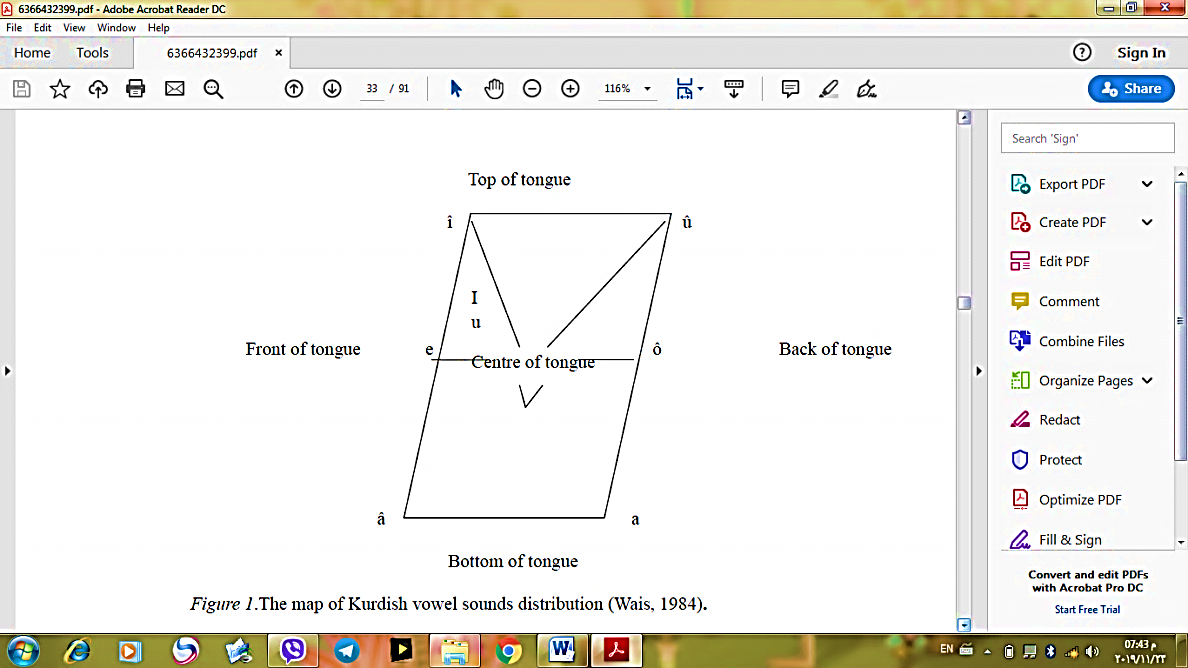 6366432399.pdf - Adobe Acrobat Reader DC
File Edit View Window Help
Home Tools 6366432399.pdf × ? Sign In
33 / 91 116% Share
Top of tongue
î û
I
u
Front of tongue e Centre of tongue ô Back of tongue
â a
Bottom of tongue
Figure 1.The map of Kurdish vowel sounds distribution (Wais, 1984).
Search 'Sign'
Export PDF
Create PDF
Edit PDF
Comment
Combine Files
Organize Pages
Redact
Protect
Optimize PDF
Fill & Sign
Convert and edit PDFs
with Acrobat Pro DC
Start Free Trial
EN
07:43 م
٢٠١٩/١١/٢٣